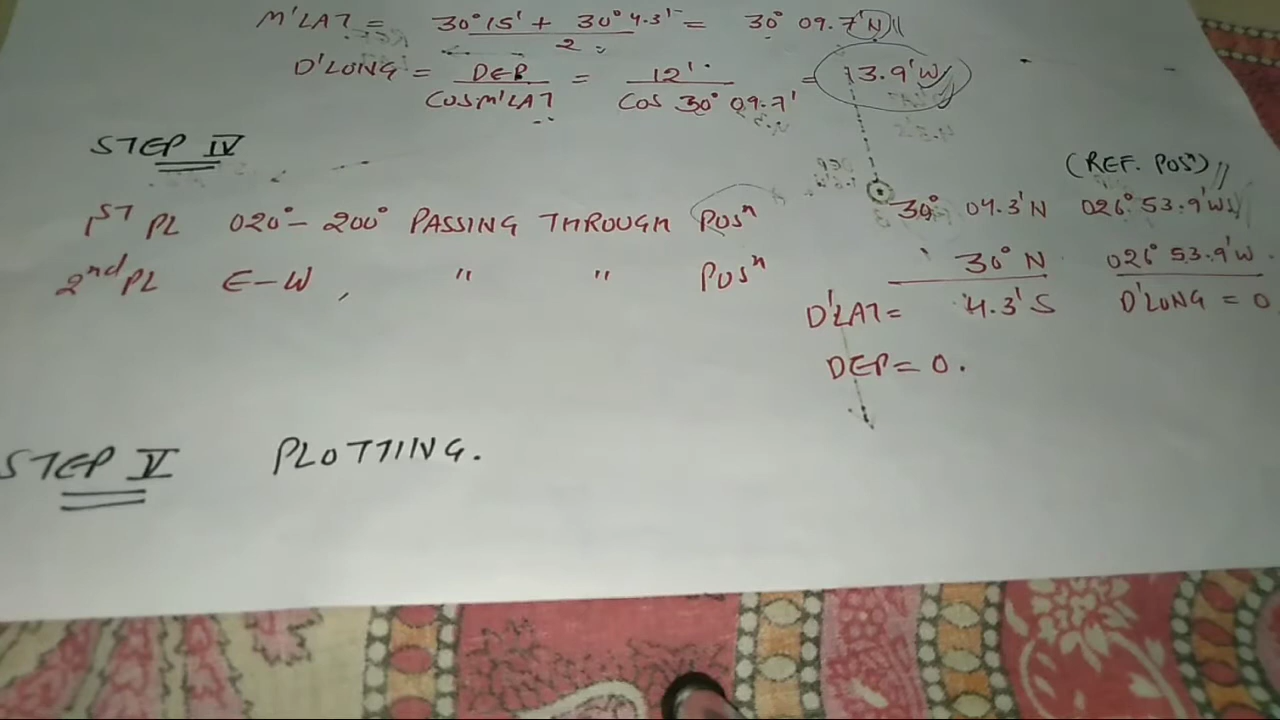 M'LAT = 30°15' + 30°4.3' = 30° 09.7' N
2
D'LONG = DEP = 12' = 13.9' W
COS M'LAT COS 30° 09.7'
STEP IV
(REF. POSⁿ)
1ST PL 020° - 200° PASSING THROUGH POSⁿ 30° 04.3'N 026° 53.9'W
2nd PL E-W, " " POSⁿ 30° N 026° 53.9'W
D'LAT = 4.3' S D'LONG = 0
DEP = 0.
STEP V PLOTTING.